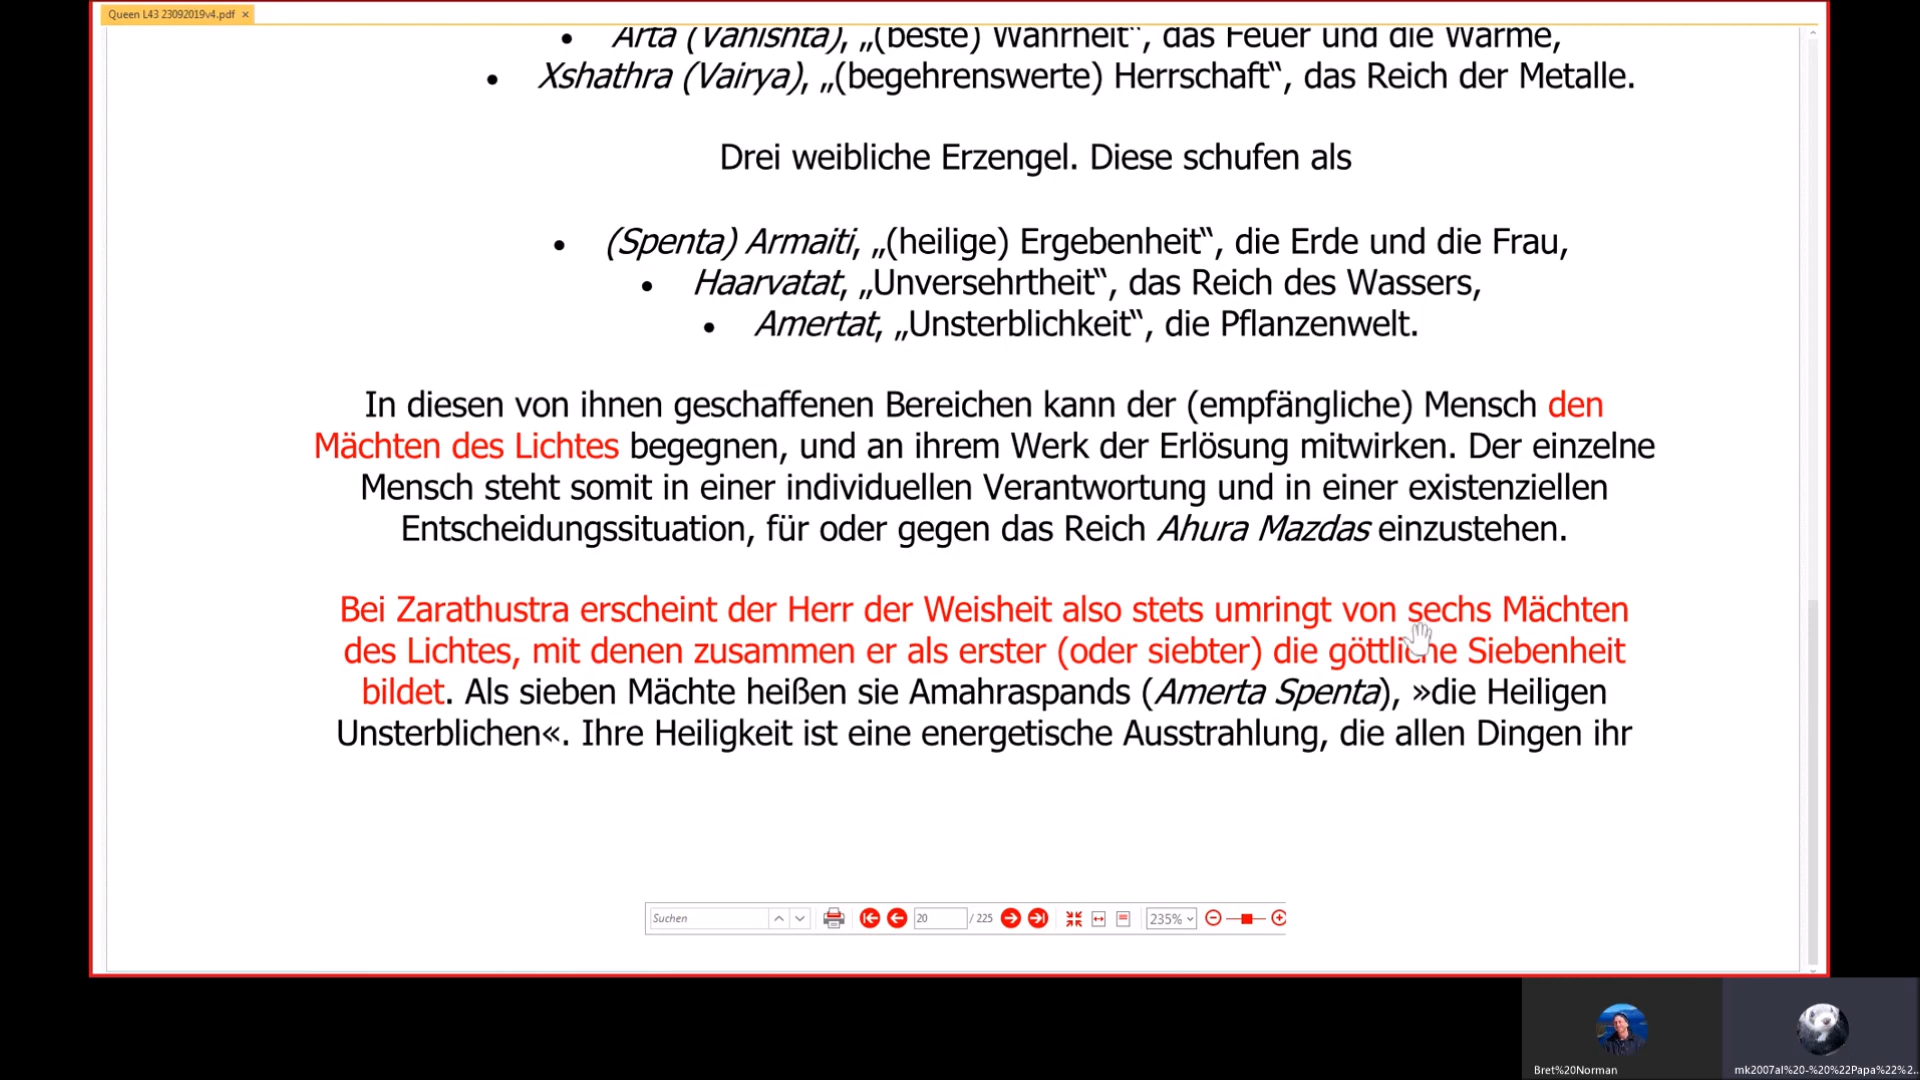 Queen L43 23092019v4.pdf ×
• Arta (Vahishta), „(beste) Wahrheit“, das Feuer und die Wärme,
• Xshathra (Vairya), „(begehrenswerte) Herrschaft“, das Reich der Metalle.
Drei weibliche Erzengel. Diese schufen als
• (Spenta) Armaiti, „(heilige) Ergebenheit“, die Erde und die Frau,
• Haarvatat, „Unversehrtheit“, das Reich des Wassers,
• Amertat, „Unsterblichkeit“, die Pflanzenwelt.
In diesen von ihnen geschaffenen Bereichen kann der (empfängliche) Mensch den
Mächten des Lichtes begegnen, und an ihrem Werk der Erlösung mitwirken. Der einzelne
Mensch steht somit in einer individuellen Verantwortung und in einer existenziellen
Entscheidungssituation, für oder gegen das Reich Ahura Mazdas einzustehen.
Bei Zarathustra erscheint der Herr der Weisheit also stets umringt von sechs Mächten
des Lichtes, mit denen zusammen er als erster (oder siebter) die göttliche Siebenheit
bildet. Als sieben Mächte heißen sie Amahraspands (Amerta Spenta), »die Heiligen
Unsterblichen«. Ihre Heiligkeit ist eine energetische Ausstrahlung, die allen Dingen ihr
Suchen 20 / 225 235%
Bret%20Norman
mk2007al%20-%20%22Papa%22%2...